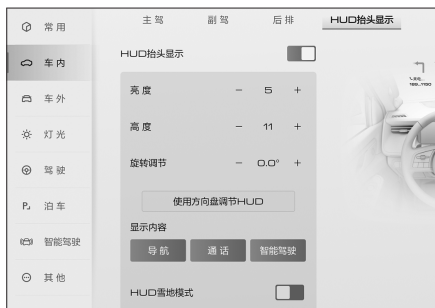 主驾 副驾 后排 HUD抬头显示
常用
车内
车外
灯光
驾驶
泊车
智能驾驶
其他
HUD抬头显示
亮度 − 5 +
高度 − 11 +
旋转调节 − 0.0° +
使用方向盘调节HUD
显示内容
导航 通话 智能驾驶
HUD雪地模式